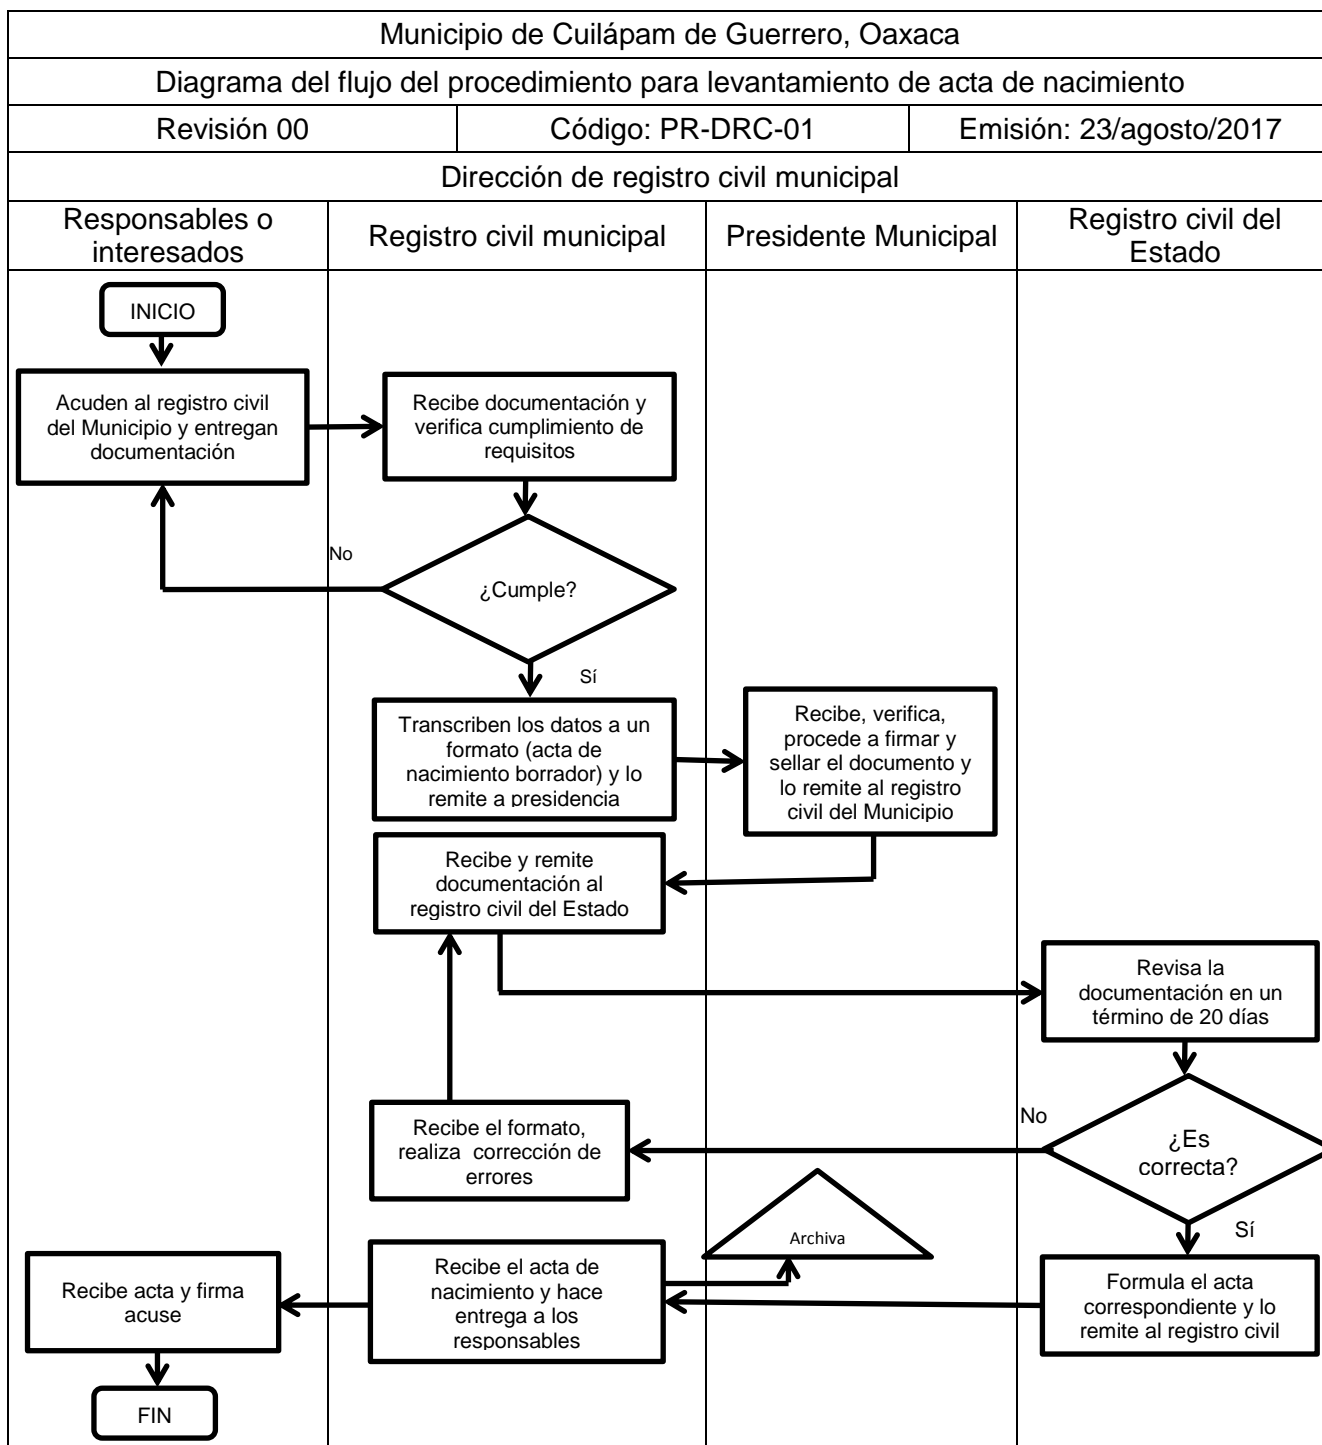 Municipio de Cuilápam de Guerrero, Oaxaca
Diagrama del flujo del procedimiento para levantamiento de acta de nacimiento
Revisión 00
Código: PR-DRC-01
Emisión: 23/agosto/2017
Dirección de registro civil municipal
Responsables o
interesados
Registro civil municipal
Presidente Municipal
Registro civil del
Estado
INICIO
Acuden al registro civil
del Municipio y entregan
documentación
Recibe documentación y
verifica cumplimiento de
requisitos
No
¿Cumple?
Sí
Transcriben los datos a un
formato (acta de
nacimiento borrador) y lo
remite a presidencia
Recibe, verifica,
procede a firmar y
sellar el documento y
lo remite al registro
civil del Municipio
Recibe y remite
documentación al
registro civil del Estado
Revisa la
documentación en un
término de 20 días
No
¿Es
correcta?
Sí
Recibe el formato,
realiza corrección de
errores
Archiva
Formula el acta
correspondiente y lo
remite al registro civil
Recibe el acta de
nacimiento y hace
entrega a los
responsables
Recibe acta y firma
acuse
FIN